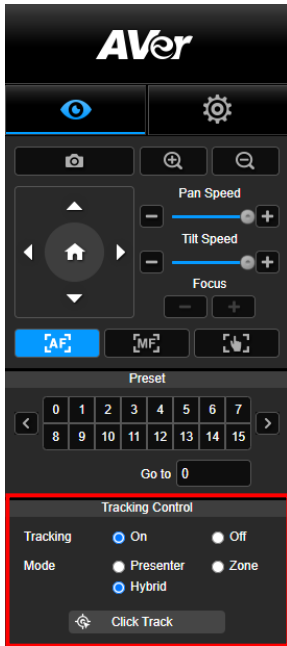 AVer
Pan Speed
Tilt Speed
Focus
AF MF
Preset
0 1 2 3 4 5 6 7
8 9 10 11 12 13 14 15
Go to 0
Tracking Control
Tracking On Off
Mode Presenter Zone
Hybrid
Click Track